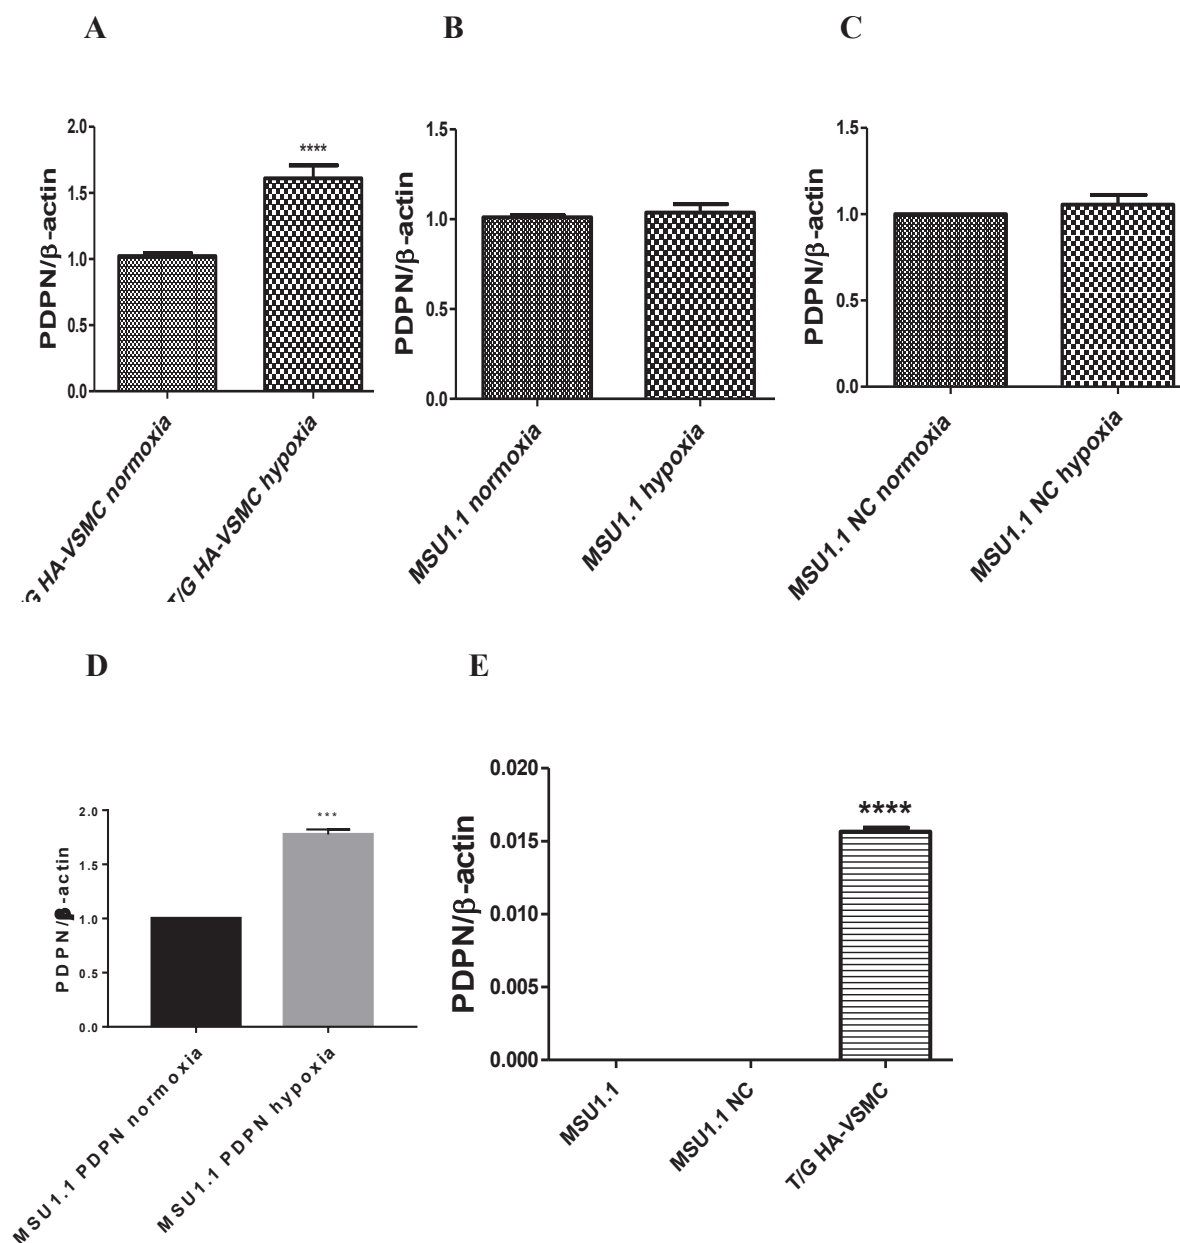 A
B
C
PDPN/β-actin
2.0
1.5
1.0
0.5
0.0
****
G HA-VSMC normoxia
T/G HA-VSMC hypoxia
PDPN/β-actin
1.5
1.0
0.5
0.0
MSU1.1 normoxia
MSU1.1 hypoxia
PDPN/β-actin
1.5
1.0
0.5
0.0
MSU1.1 NC normoxia
MSU1.1 NC hypoxia
D
E
PDPN/β-actin
2.0
1.5
1.0
0.5
0.0
***
MSU1.1 PDPN normoxia
MSU1.1 PDPN hypoxia
PDPN/β-actin
0.020
0.015
0.010
0.005
0.000
****
MSU1.1
MSU1.1 NC
T/G HA-VSMC